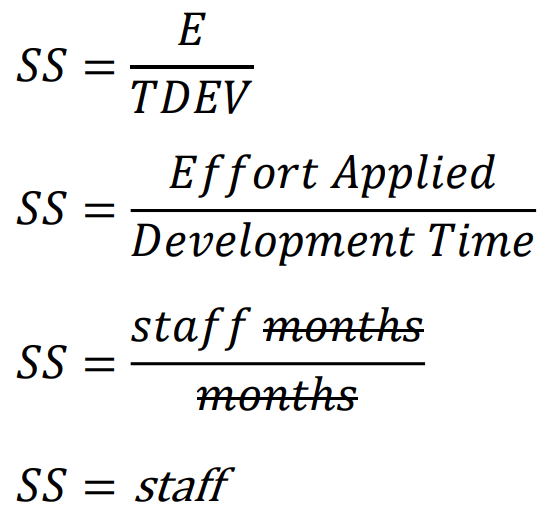 SS = E / TDEV
SS = Effort Applied / Development Time
SS = staff ~~months~~ / ~~months~~
SS = staff